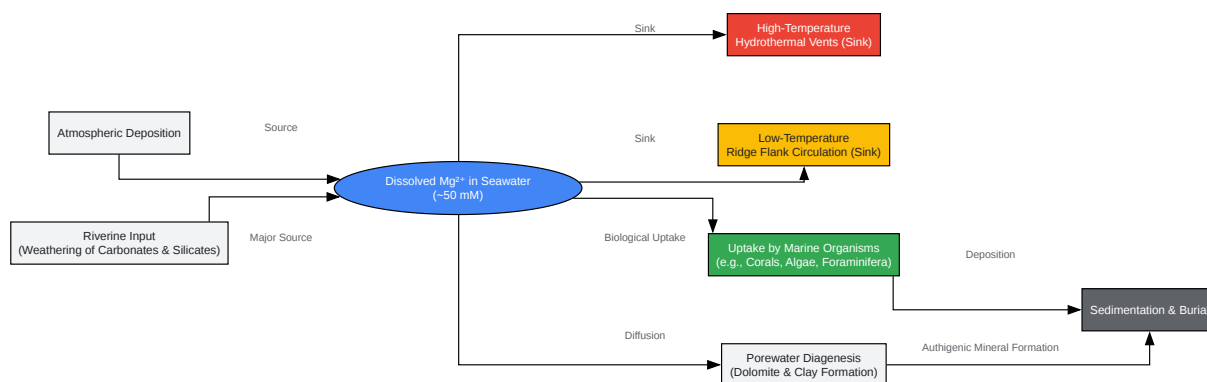 Sink
High-Temperature
Hydrothermal Vents (Sink)
Atmospheric Deposition
Source
Sink
Low-Temperature
Ridge Flank Circulation (Sink)
Dissolved Mg²⁺ in Seawater
(~50 mM)
Riverine Input
(Weathering of Carbonates & Silicates)
Major Source
Biological Uptake
Uptake by Marine Organisms
(e.g., Corals, Algae, Foraminifera)
Deposition
Sedimentation & Buria
Diffusion
Porewater Diagenesis
(Dolomite & Clay Formation)
Authigenic Mineral Formation